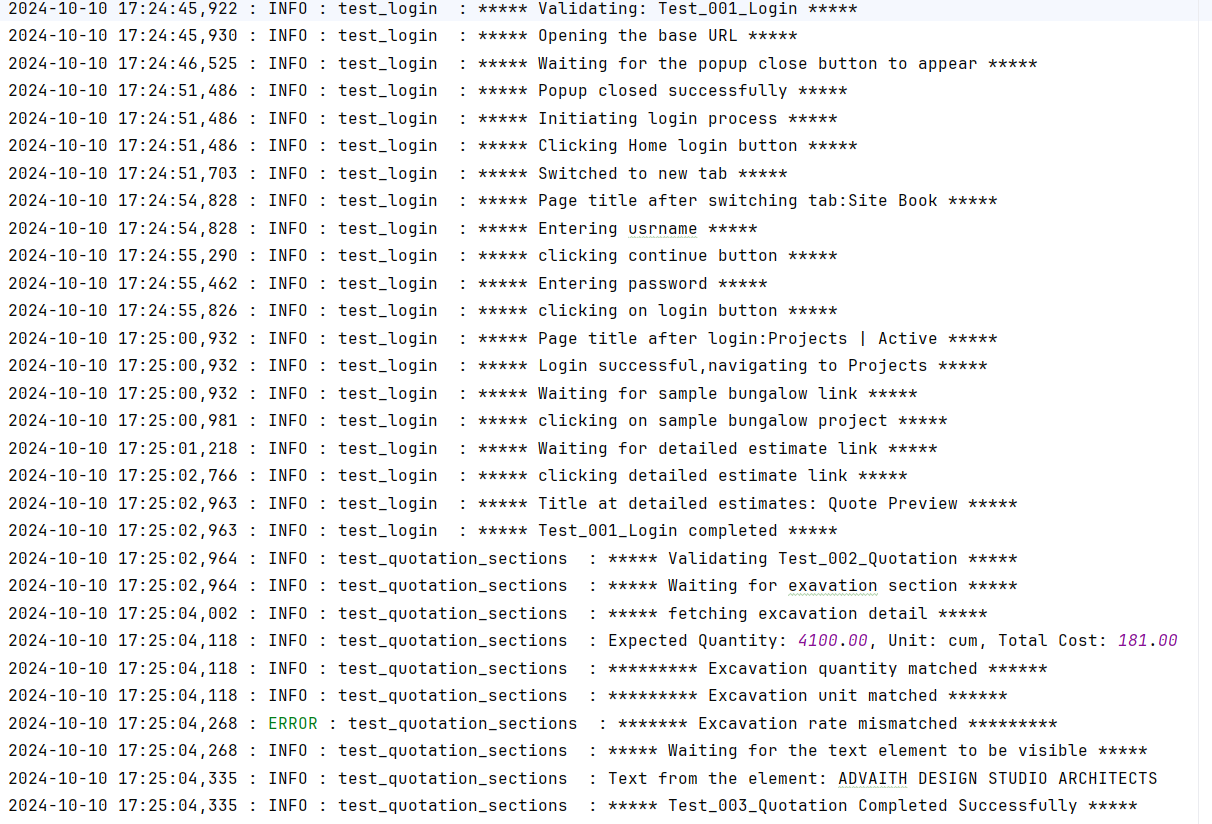 2024-10-10 17:24:45,922 : INFO : test_login  : ***** Validating: Test_001_Login *****
2024-10-10 17:24:45,930 : INFO : test_login  : ***** Opening the base URL *****
2024-10-10 17:24:46,525 : INFO : test_login  : ***** Waiting for the popup close button to appear *****
2024-10-10 17:24:51,486 : INFO : test_login  : ***** Popup closed successfully *****
2024-10-10 17:24:51,486 : INFO : test_login  : ***** Initiating login process *****
2024-10-10 17:24:51,486 : INFO : test_login  : ***** Clicking Home login button *****
2024-10-10 17:24:51,703 : INFO : test_login  : ***** Switched to new tab *****
2024-10-10 17:24:54,828 : INFO : test_login  : ***** Page title after switching tab:Site Book *****
2024-10-10 17:24:54,828 : INFO : test_login  : ***** Entering usrname *****
2024-10-10 17:24:55,290 : INFO : test_login  : ***** clicking continue button *****
2024-10-10 17:24:55,462 : INFO : test_login  : ***** Entering password *****
2024-10-10 17:24:55,826 : INFO : test_login  : ***** clicking on login button *****
2024-10-10 17:25:00,932 : INFO : test_login  : ***** Page title after login:Projects | Active *****
2024-10-10 17:25:00,932 : INFO : test_login  : ***** Login successful,navigating to Projects *****
2024-10-10 17:25:00,932 : INFO : test_login  : ***** Waiting for sample bungalow link *****
2024-10-10 17:25:00,981 : INFO : test_login  : ***** clicking on sample bungalow project *****
2024-10-10 17:25:01,218 : INFO : test_login  : ***** Waiting for detailed estimate link *****
2024-10-10 17:25:02,766 : INFO : test_login  : ***** clicking detailed estimate link *****
2024-10-10 17:25:02,963 : INFO : test_login  : ***** Title at detailed estimates: Quote Preview *****
2024-10-10 17:25:02,963 : INFO : test_login  : ***** Test_001_Login completed *****
2024-10-10 17:25:02,964 : INFO : test_quotation_sections  : ***** Validating Test_002_Quotation *****
2024-10-10 17:25:02,964 : INFO : test_quotation_sections  : ***** Waiting for exavation section *****
2024-10-10 17:25:04,002 : INFO : test_quotation_sections  : ***** fetching excavation detail *****
2024-10-10 17:25:04,118 : INFO : test_quotation_sections  : Expected Quantity: 4100.00, Unit: cum, Total Cost: 181.00
2024-10-10 17:25:04,118 : INFO : test_quotation_sections  : ********* Excavation quantity matched ******
2024-10-10 17:25:04,118 : INFO : test_quotation_sections  : ********* Excavation unit matched ******
2024-10-10 17:25:04,268 : ERROR : test_quotation_sections  : ******* Excavation rate mismatched *********
2024-10-10 17:25:04,268 : INFO : test_quotation_sections  : ***** Waiting for the text element to be visible *****
2024-10-10 17:25:04,335 : INFO : test_quotation_sections  : Text from the element: ADVAITH DESIGN STUDIO ARCHITECTS
2024-10-10 17:25:04,335 : INFO : test_quotation_sections  : ***** Test_003_Quotation Completed Successfully *****